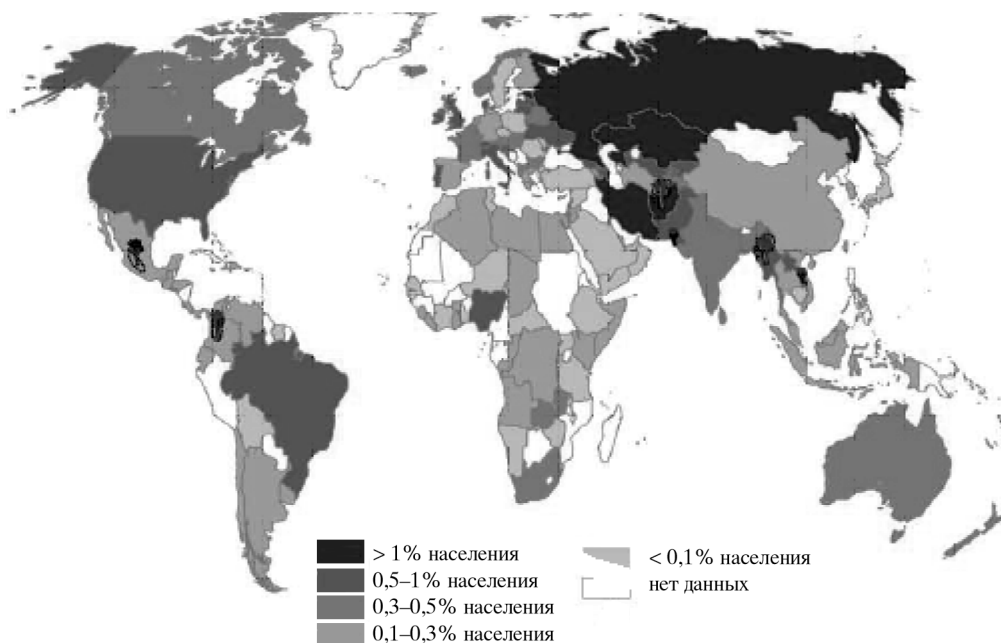 > 1% населения
0,5–1% населения
0,3–0,5% населения
0,1–0,3% населения
< 0,1% населения
нет данных